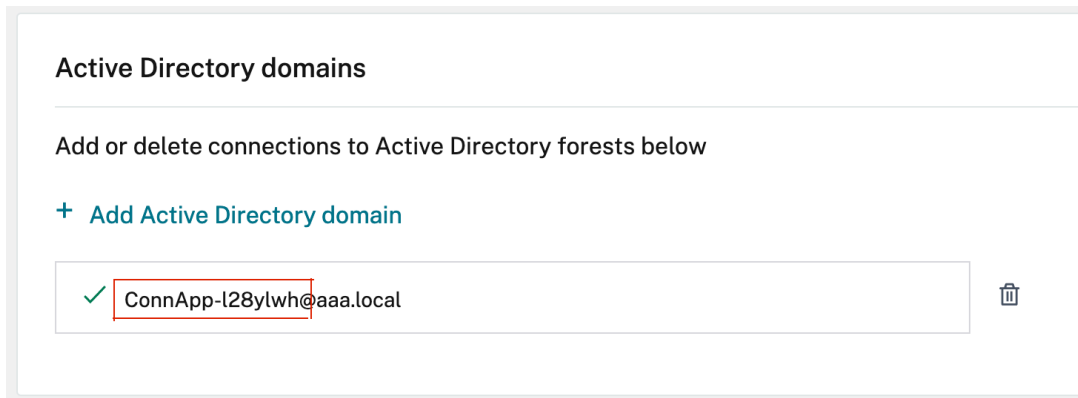 Active Directory domains
Add or delete connections to Active Directory forests below
+ Add Active Directory domain
ConnApp-l28ylwh@aaa.local